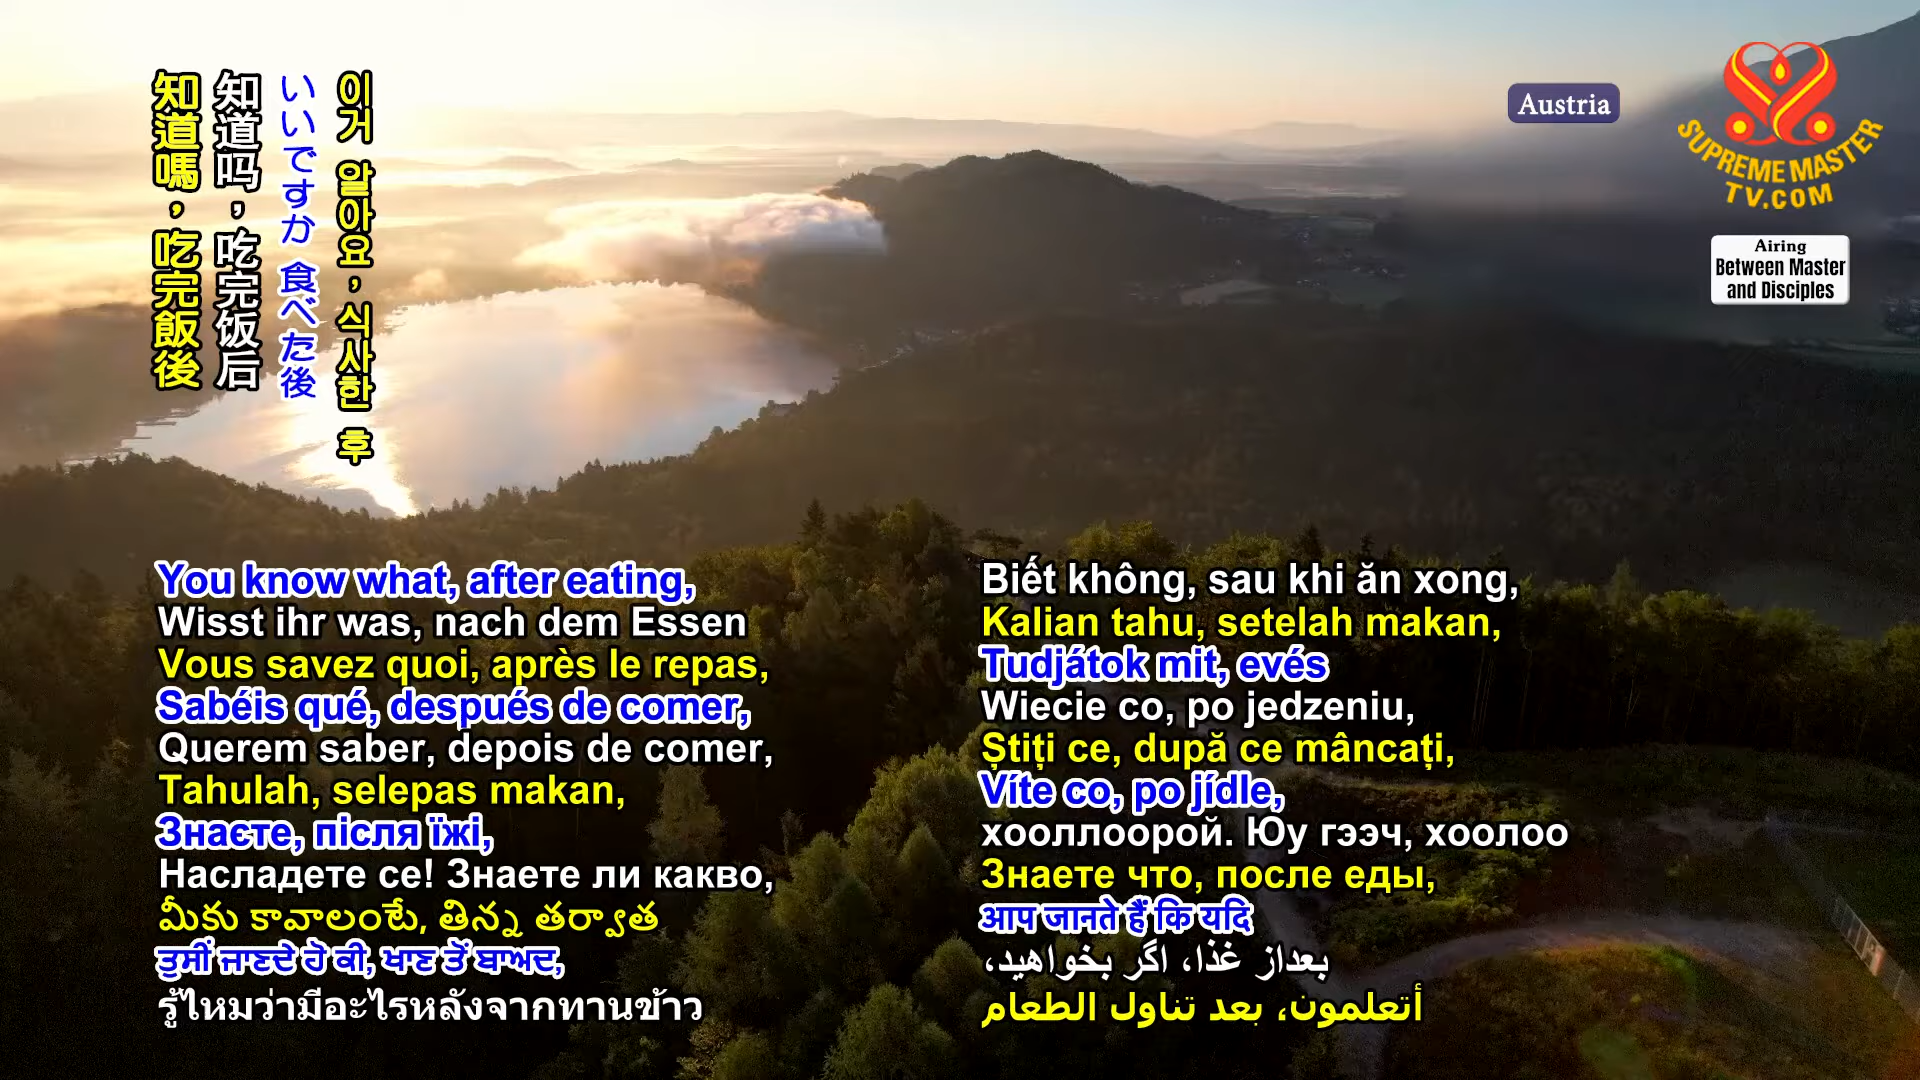 知道嗎，吃完飯後
知道吗，吃完饭后
いいですか 食べた後
이거 알아요, 식사한 후
Austria
SUPREME MASTER
TV.COM
Airing
Between Master
and Disciples
You know what, after eating,
Wisst ihr was, nach dem Essen
Vous savez quoi, après le repas,
Sabéis qué, después de comer,
Querem saber, depois de comer,
Tahulah, selepas makan,
Знаєте, після їжі,
Насладете се! Знаете ли какво,
మీకు కావాలంటే, తిన్న తర్వాత
ਤੁਸੀਂ ਜਾਣਦੇ ਹੋ ਕੀ, ਖਾਣ ਤੋਂ ਬਾਅਦ,
รู้ไหมว่ามีอะไรหลังจากทานข้าว
Biết không, sau khi ăn xong,
Kalian tahu, setelah makan,
Tudjátok mit, evés
Wiecie co, po jedzeniu,
Știți ce, după ce mâncați,
Víte co, po jídle,
хооллоорой. Юу гээч, хоолоо
Знаете что, после еды,
आप जानते हैं कि यदि
بعداز غذا، اگر بخواهید،
أتعلمون، بعد تناول الطعام